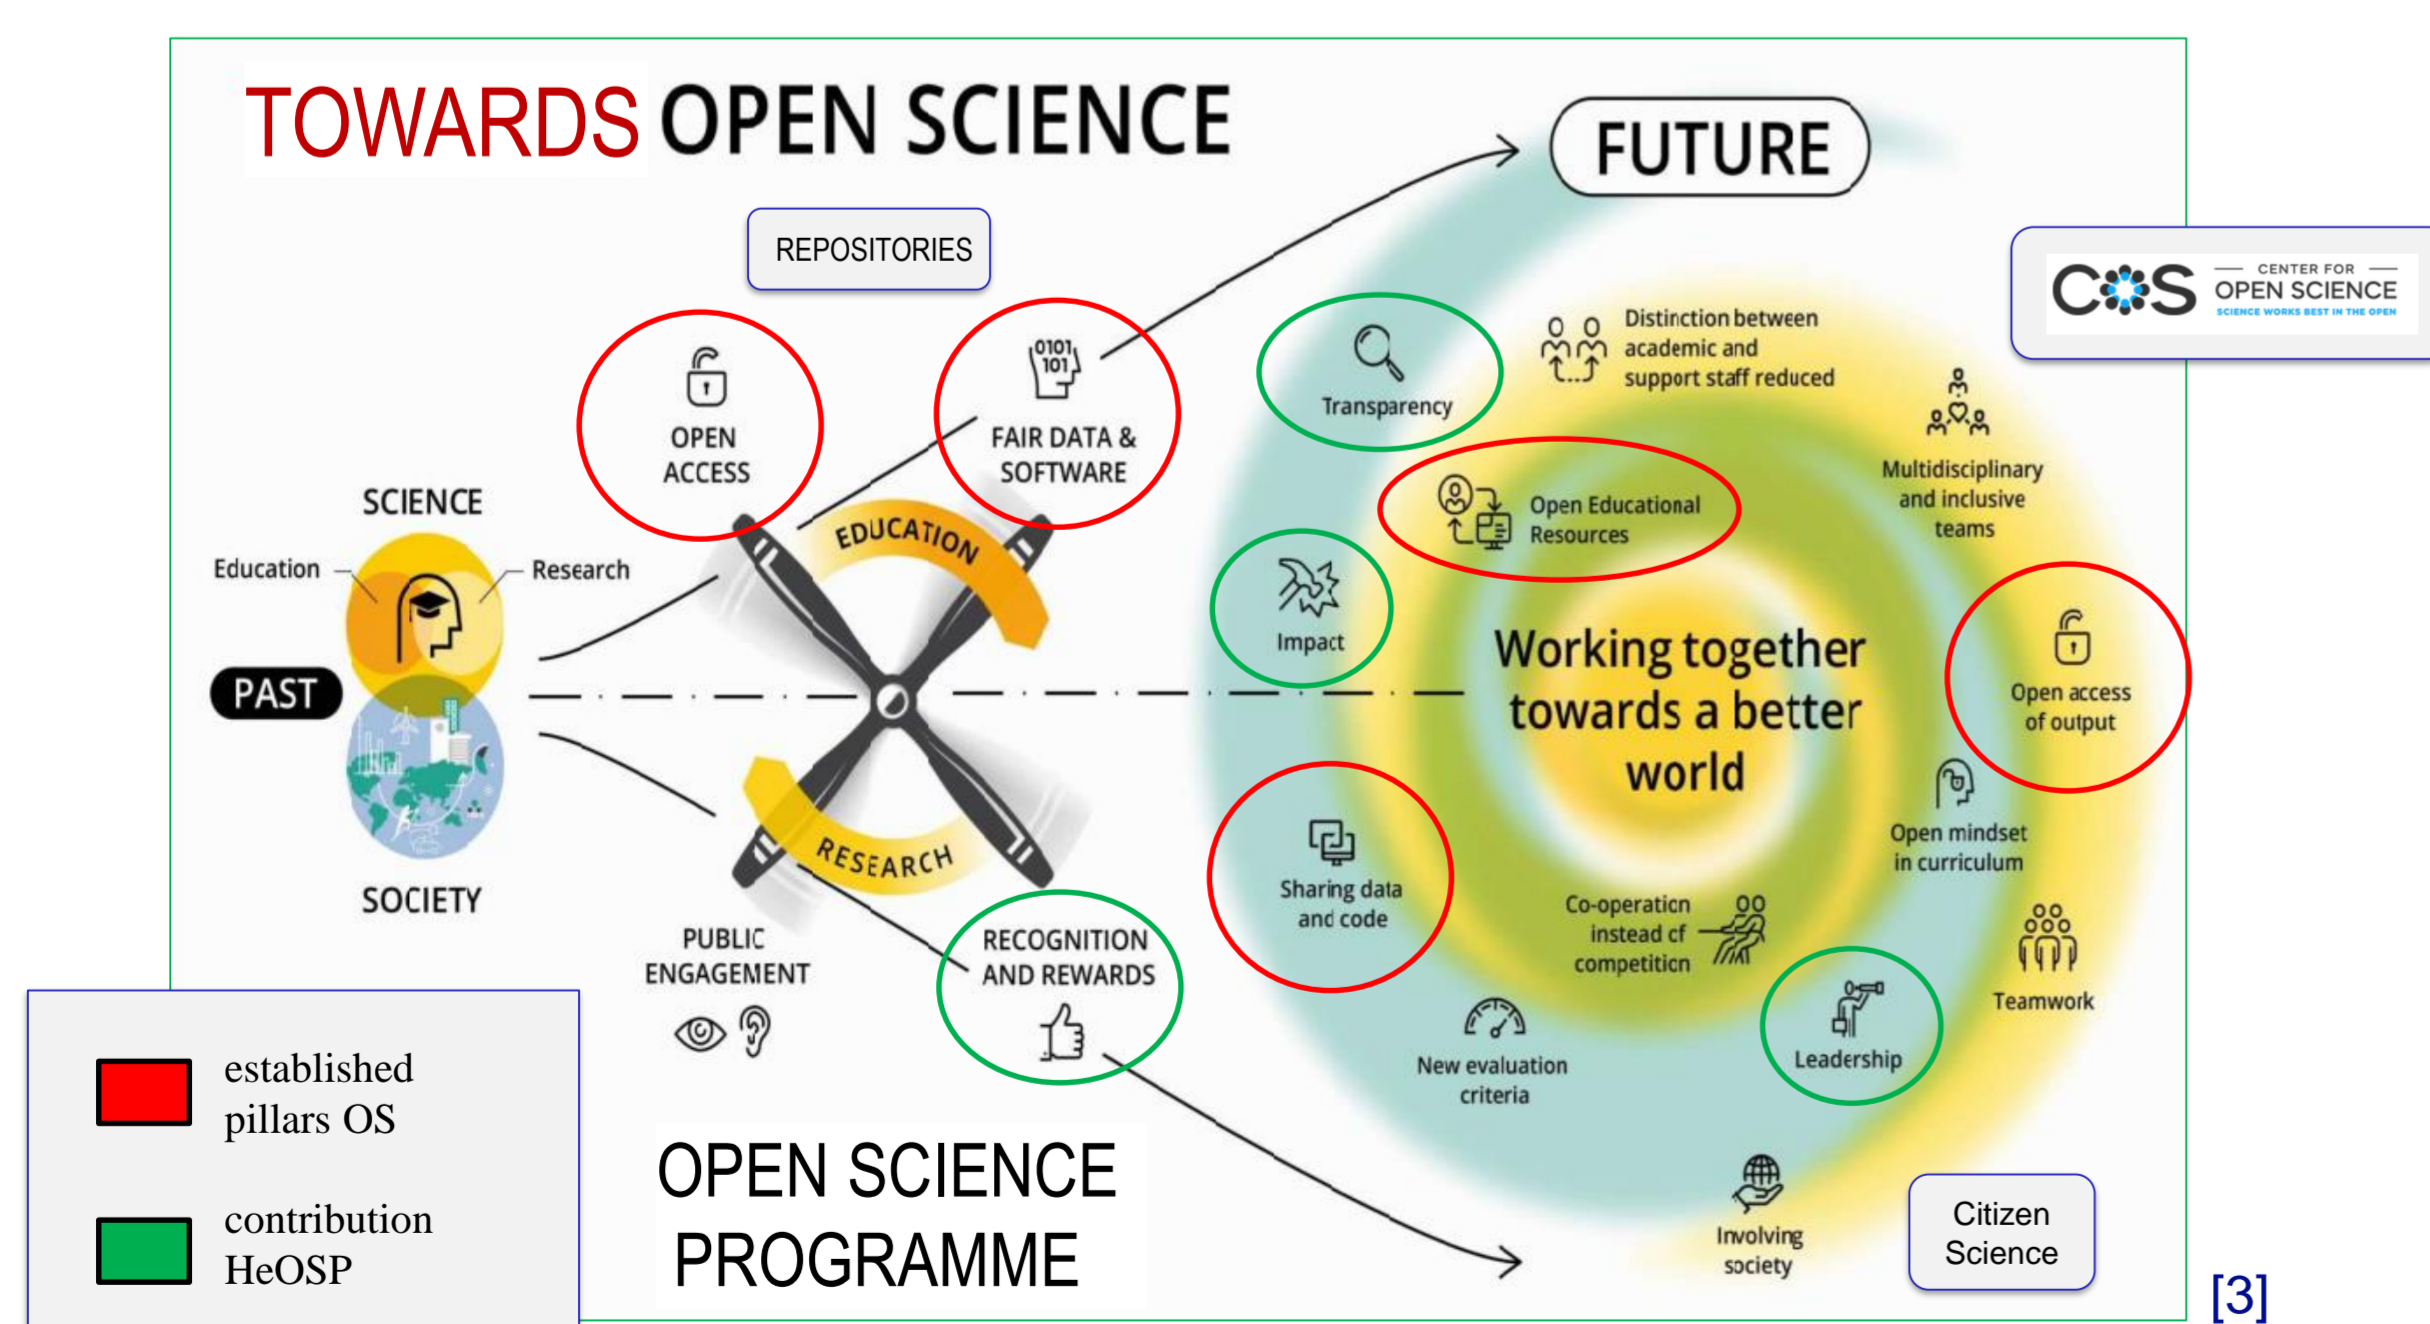 TOWARDS OPEN SCIENCE
FUTURE
REPOSITORIES
COS
CENTER FOR
OPEN SCIENCE
SCIENCE WORKS BEST IN THE OPEN
OPEN
ACCESS
0101
101
FAIR DATA &
SOFTWARE
SCIENCE
Education
Research
PAST
SOCIETY
EDUCATION
RESEARCH
PUBLIC
ENGAGEMENT
RECOGNITION
AND REWARDS
Transparency
Distinction between
academic and
support staff reduced
Multidisciplinary
and inclusive
teams
Open Educational
Resources
Impact
Working together
towards a better
world
Open access
of output
Sharing data
and code
Open mindset
in curriculum
Co-operation
instead of
competition
Teamwork
New evaluation
criteria
Leadership
Involving
society
Citizen
Science
established
pillars OS
contribution
HeOSP
OPEN SCIENCE
PROGRAMME
[3]